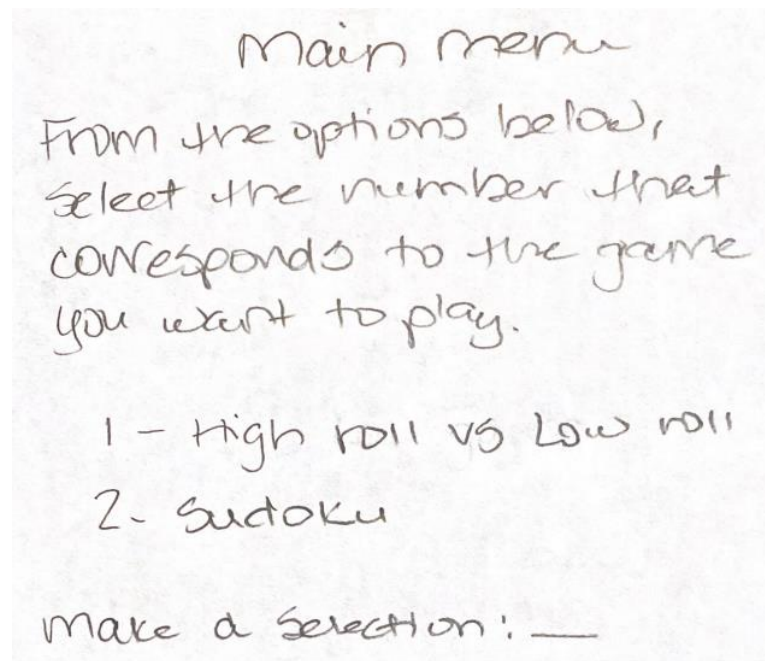 Main menu
From the options below,
select the number that
corresponds to the game
you want to play.
1 - High roll vs Low roll
2 - Sudoku
Make a selection: __